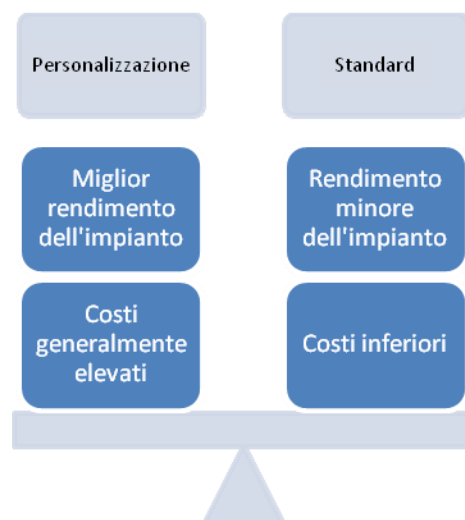 Personalizzazione
Standard
Miglior
rendimento
dell'impianto
Rendimento
minore
dell'impianto
Costi
generalmente
elevati
Costi inferiori